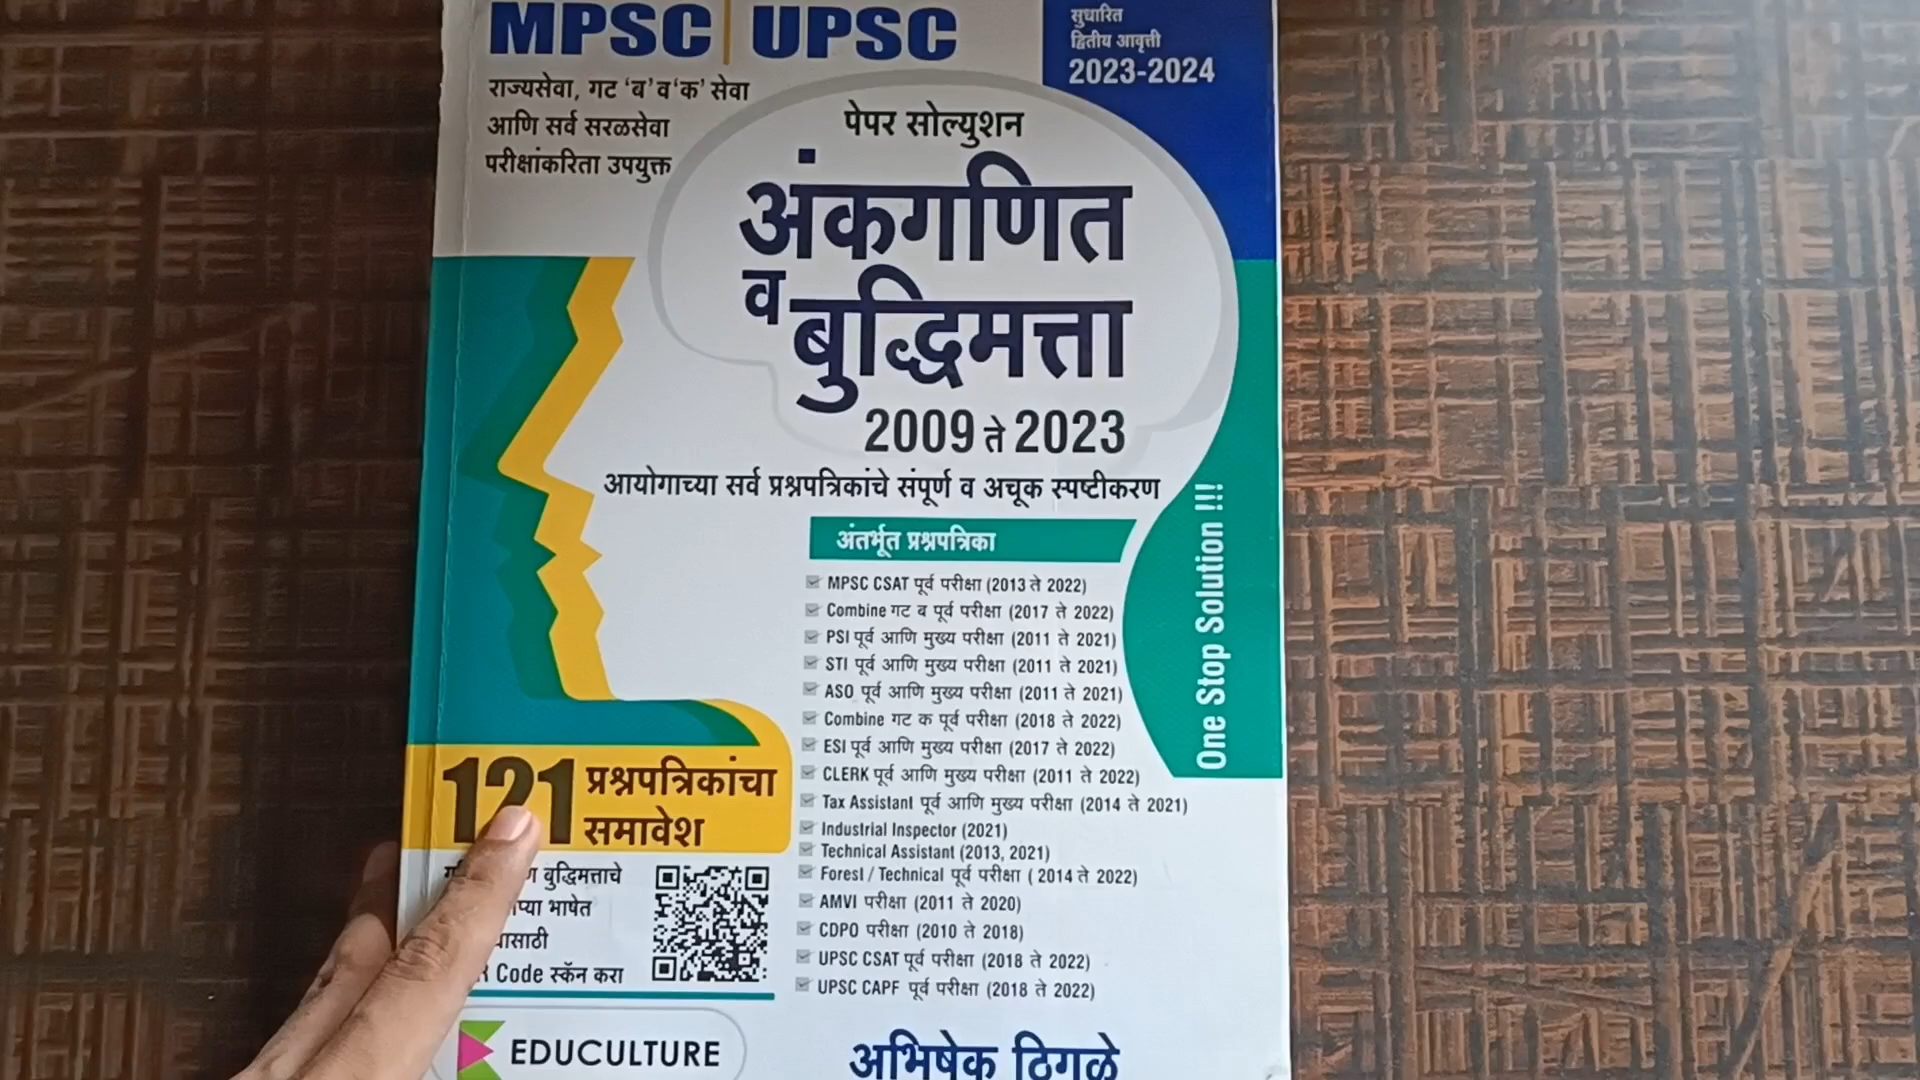 MPSC | UPSC
सुधारित
द्वितीय आवृत्ती
2023-2024
राज्यसेवा, गट 'ब' व 'क' सेवा
आणि सर्व सरळसेवा
परीक्षांकरिता उपयुक्त
पेपर सोल्युशन
अंकगणित
व बुद्धिमत्ता
2009 ते 2023
आयोगाच्या सर्व प्रश्नपत्रिकांचे संपूर्ण व अचूक स्पष्टीकरण
अंतर्भूत प्रश्नपत्रिका
MPSC CSAT पूर्व परीक्षा (2013 ते 2022)
Combine गट ब पूर्व परीक्षा (2017 ते 2022)
PSI पूर्व आणि मुख्य परीक्षा (2011 ते 2021)
STI पूर्व आणि मुख्य परीक्षा (2011 ते 2021)
ASO पूर्व आणि मुख्य परीक्षा (2011 ते 2021)
Combine गट क पूर्व परीक्षा (2018 ते 2022)
ESI पूर्व आणि मुख्य परीक्षा (2017 ते 2022)
CLERK पूर्व आणि मुख्य परीक्षा (2011 ते 2022)
Tax Assistant पूर्व आणि मुख्य परीक्षा (2014 ते 2021)
Industrial Inspector (2021)
Technical Assistant (2013, 2021)
Forest / Technical पूर्व परीक्षा ( 2014 ते 2022)
AMVI परीक्षा (2011 ते 2020)
CDPO परीक्षा (2010 ते 2018)
UPSC CSAT पूर्व परीक्षा (2018 ते 2022)
UPSC CAPF पूर्व परीक्षा (2018 ते 2022)
One Stop Solution !!!
121 प्रश्नपत्रिकांचा
समावेश
बुद्धिमत्ताचे
भाषेत
Code स्कॅन करा
EDUCULTURE
अभिषेक ठिगळे